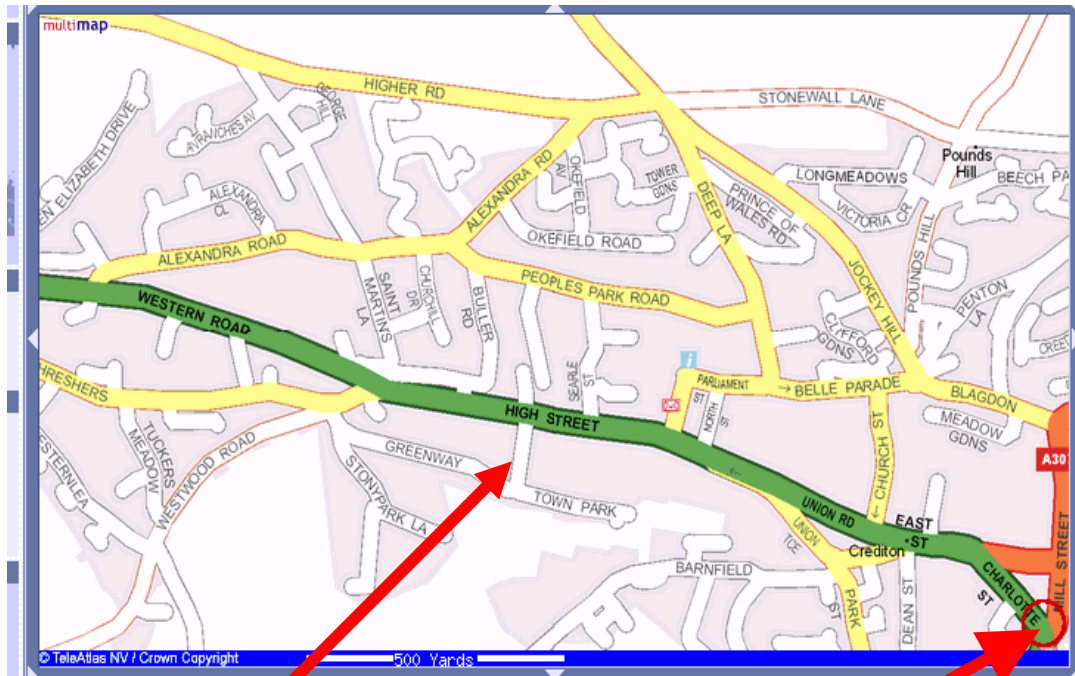 multimap
HIGHER RD
STONEWALL LANE
GEORGE HILL
AVRANCHES AV
EN ELIZABETH DRIVE
Pounds Hill
OKEFIELD AV
TOWER GDNS
LONGMEADOWS
BEECH PA
ALEXANDRA CL
ALEXANDRA RD
DEEP LA
PRINCE OF WALES RD
VICTORIA CR
POUNDS HILL
ALEXANDRA ROAD
OKEFIELD ROAD
JOCKEY HILL
SAINT MARTINS LA
CHURCHILL DR
BULLER RD
PEOPLES PARK ROAD
PENTON LA
WESTERN ROAD
CLIFFORD GDNS
CREE
i
HRESHERS
SEARLE ST
PARLIAMENT ST
BELLE PARADE
BLAGDON
HIGH STREET
NORTH ST
MEADOW GDNS
TUCKERS MEADOW
WESTWOOD ROAD
GREENWAY
CHURCH ST
A307
ESTERNLEA
STONYPARK LA
TOWN PARK
UNION RD
EAST ST
UNION TCE
Crediton
MILL STREET
BARNFIELD
CHARLOTTE ST
PARK ST
DEAN ST
© TeleAtlas NV / Crown Copyright
500 Yards